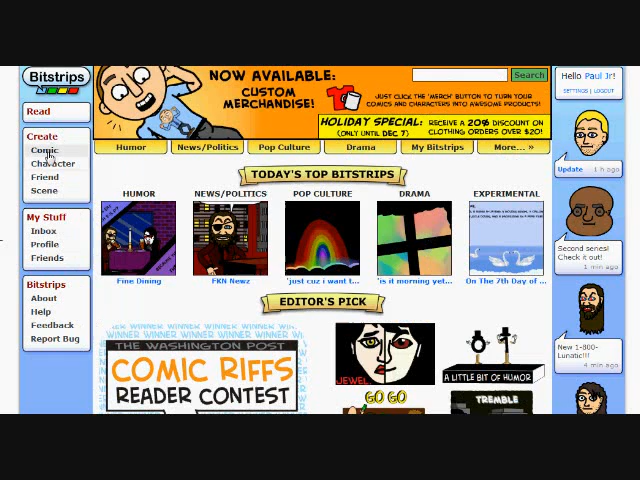 Bitstrips
Read
Create
Comic
Character
Friend
Scene
My Stuff
Inbox
Profile
Friends
Bitstrips
About
Help
Feedback
Report Bug
NOW AVAILABLE:
CUSTOM
MERCHANDISE!
Search
JUST CLICK THE 'MERCH' BUTTON TO TURN YOUR
COMICS AND CHARACTERS INTO AWESOME PRODUCTS!
HOLIDAY SPECIAL: RECEIVE A 20% DISCOUNT ON
(ONLY UNTIL DEC 7) CLOTHING ORDERS OVER $20!
Humor News/Politics Pop Culture Drama My Bitstrips More... »
TODAY'S TOP BITSTRIPS
HUMOR NEWS/POLITICS POP CULTURE DRAMA EXPERIMENTAL
Fine Dining FKN Newz 'just cuz i want t... 'is it morning yet... On The 7th Day of ...
EDITOR'S PICK
WINNER WINNER WINNER WINNER WINNER
THE WASHINGTON POST
COMIC RIFFS
READER CONTEST
JEWEL
GO GO
A LITTLE BIT OF HUMOR
TREMBLE
Hello Paul Jr!
SETTINGS | LOGOUT
Update 1 h ago
Second series!
Check it out!
1 min ago
New 1-800-
Lunatic!!!
4 min ago